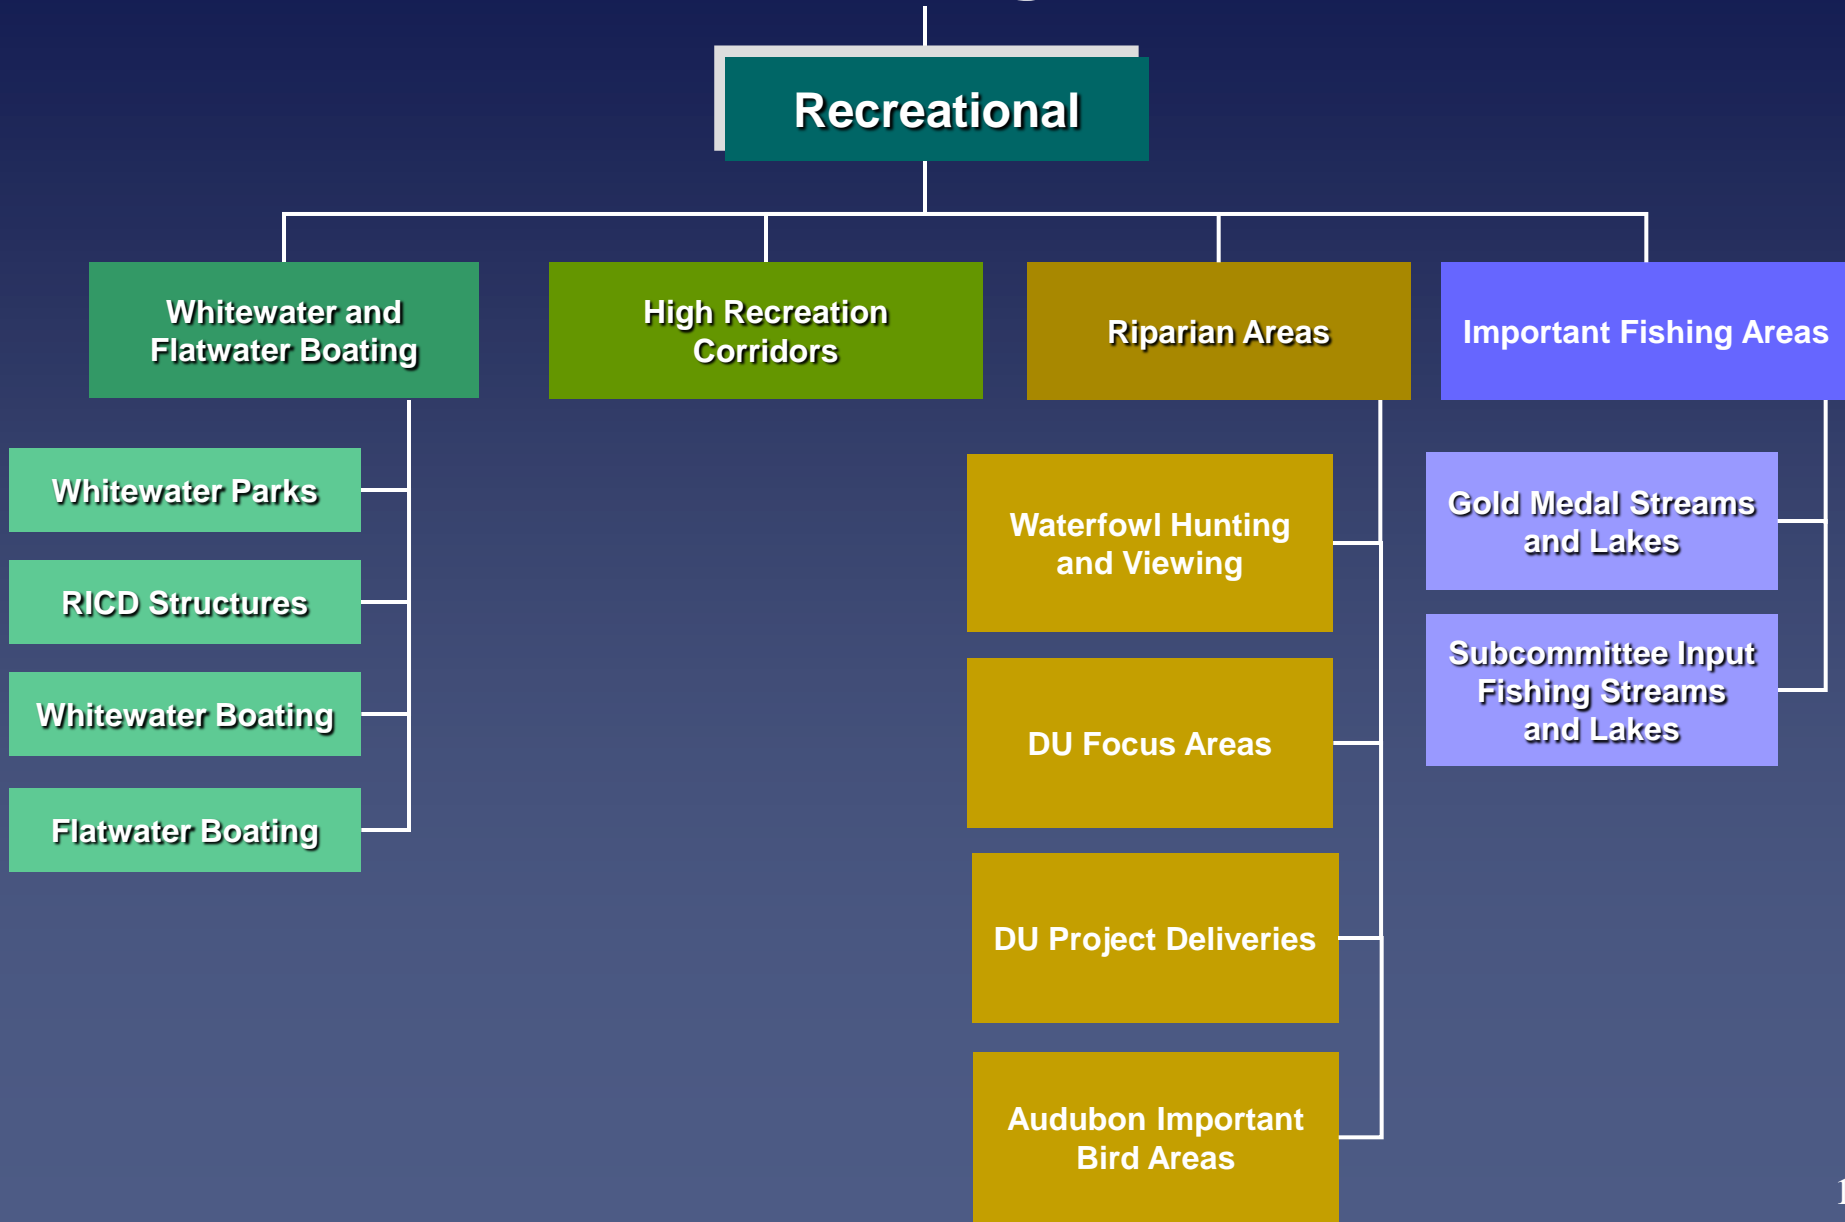 Recreational
Whitewater and
Flatwater Boating
High Recreation
Corridors
Riparian Areas
Important Fishing Areas
Whitewater Parks
RICD Structures
Whitewater Boating
Flatwater Boating
Waterfowl Hunting
and Viewing
DU Focus Areas
DU Project Deliveries
Audubon Important
Bird Areas
Gold Medal Streams
and Lakes
Subcommittee Input
Fishing Streams
and Lakes